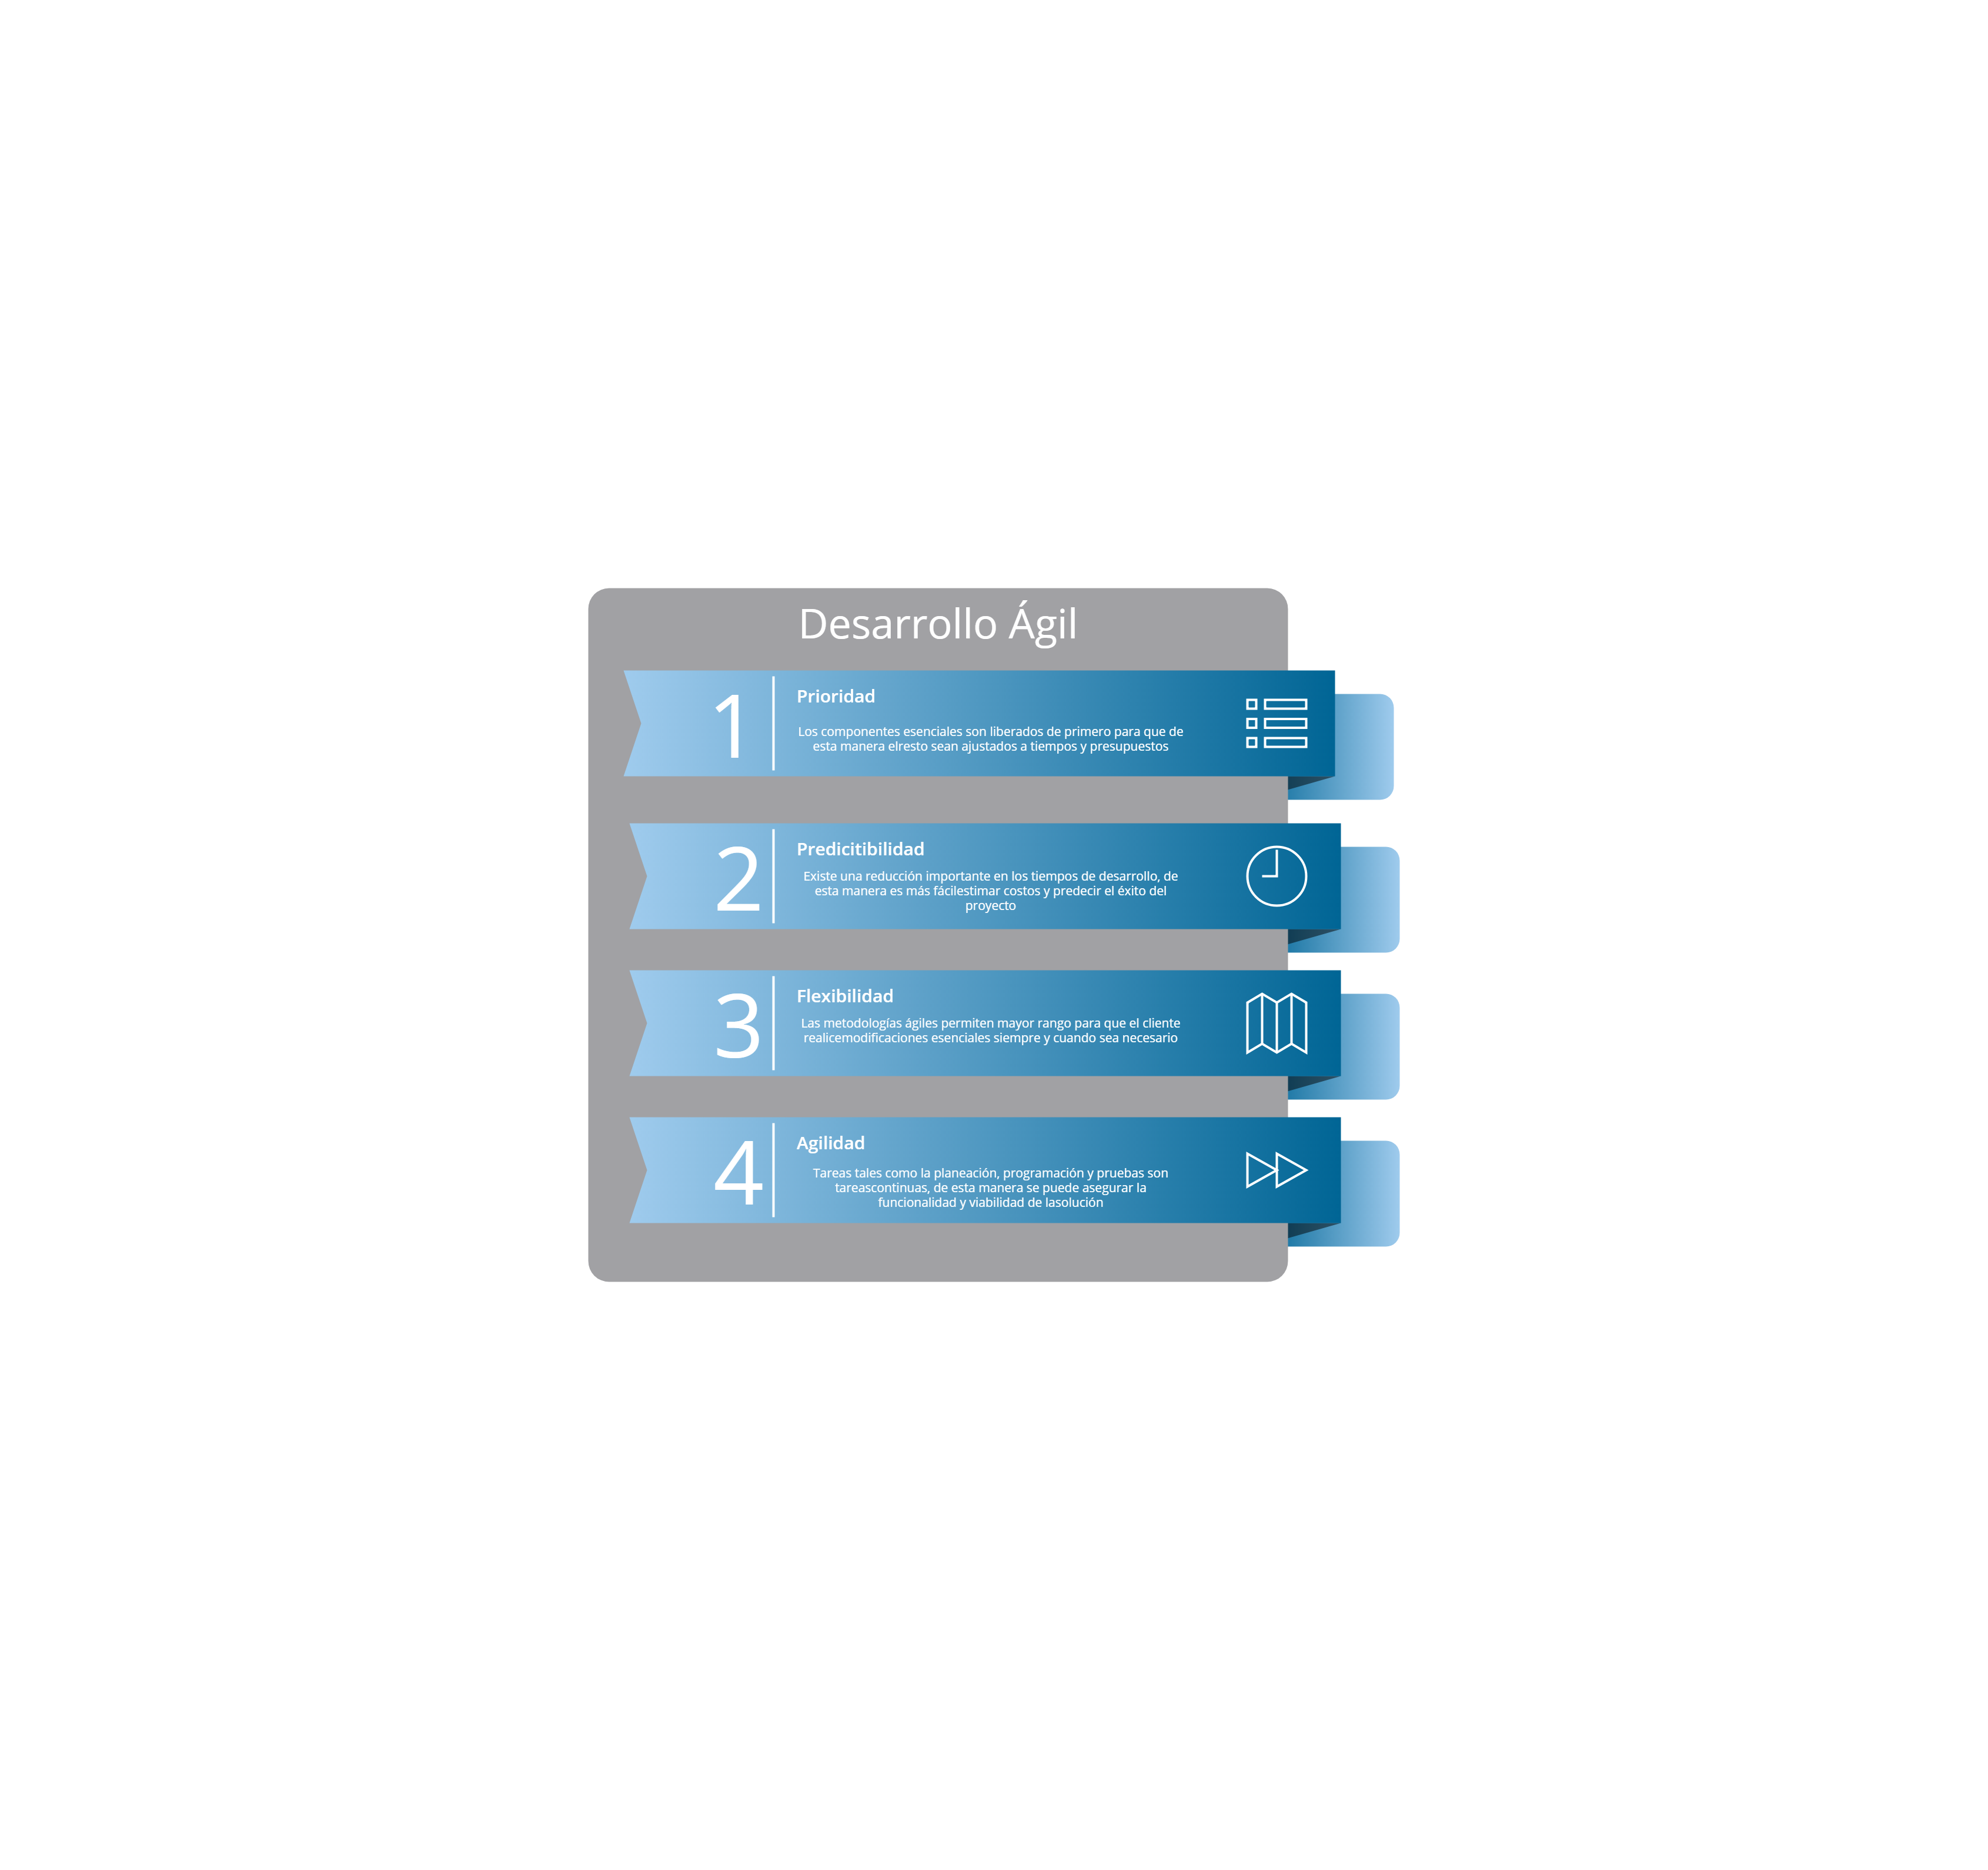 Desarrollo Ágil
1
Prioridad
Los componentes esenciales son liberados de primero para que de
esta manera elresto sean ajustados a tiempos y presupuestos
2
Predicitibilidad
Existe una reducción importante en los tiempos de desarrollo, de
esta manera es más fácilestimar costos y predecir el éxito del
proyecto
3
Flexibilidad
Las metodologías ágiles permiten mayor rango para que el cliente
realicemodificaciones esenciales siempre y cuando sea necesario
4
Agilidad
Tareas tales como la planeación, programación y pruebas son
tareascontinuas, de esta manera se puede asegurar la
funcionalidad y viabilidad de lasolución